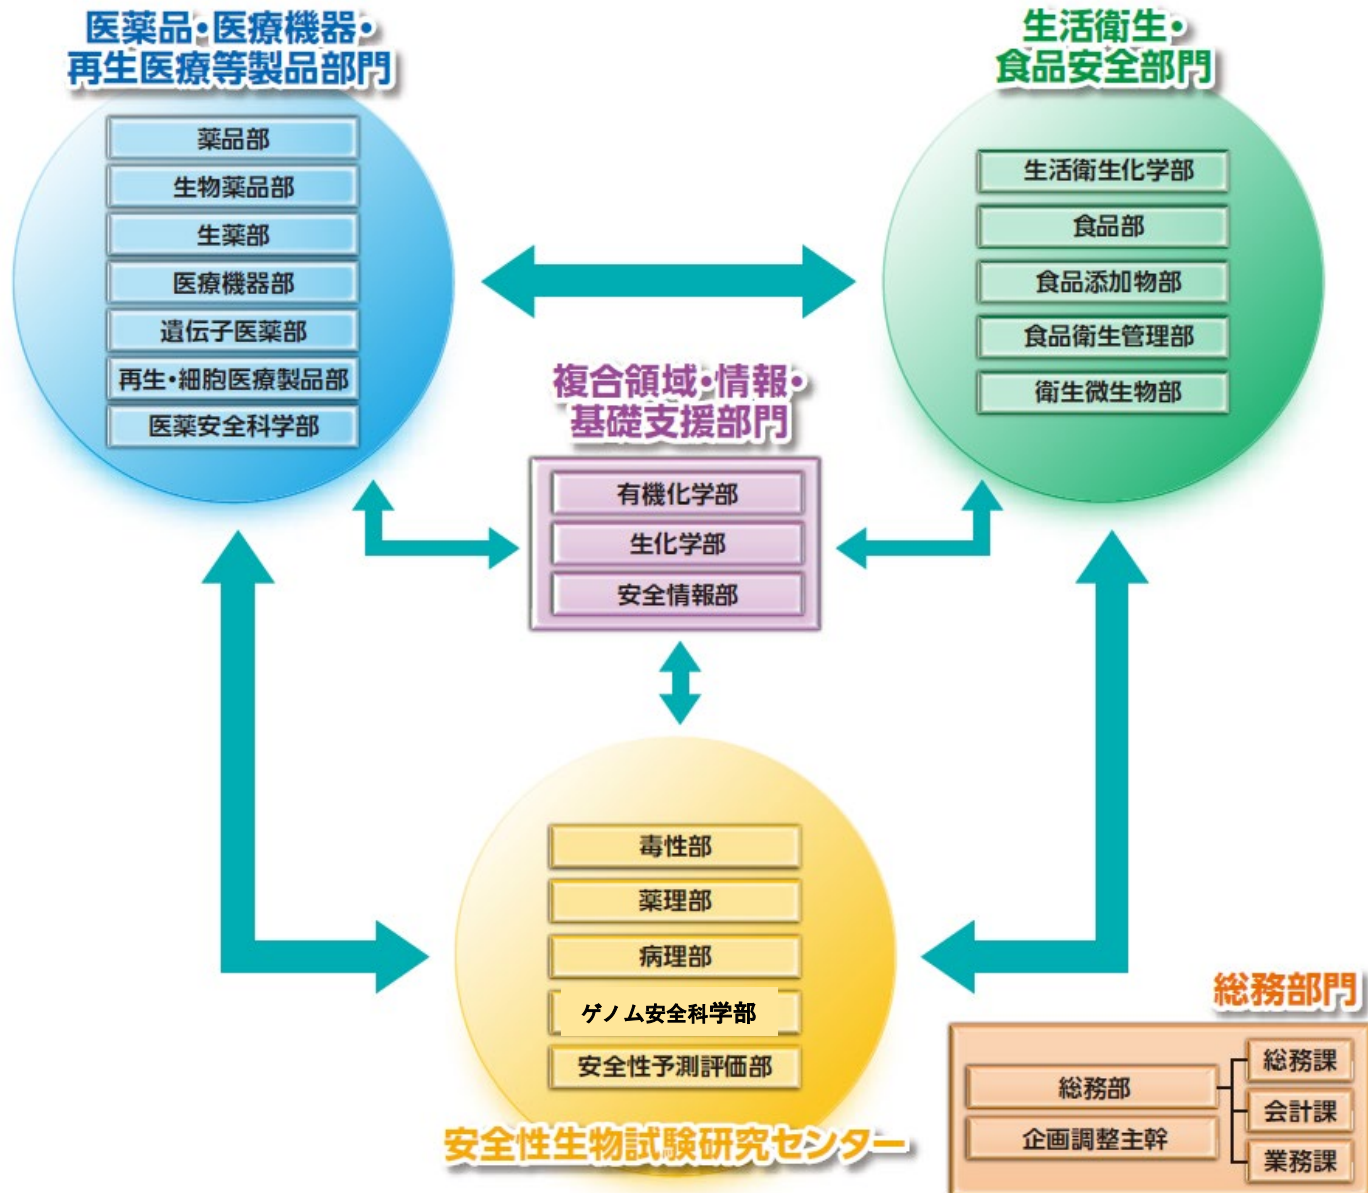 医薬品・医療機器・
再生医療等製品部門
薬品部
生物薬品部
生薬部
医療機器部
遺伝子医薬部
再生・細胞医療製品部
医薬安全科学部
生活衛生・
食品安全部門
生活衛生化学部
食品部
食品添加物部
食品衛生管理部
衛生微生物部
複合領域・情報・
基礎支援部門
有機化学部
生化学部
安全情報部
毒性部
薬理部
病理部
ゲノム安全科学部
安全性予測評価部
安全性生物試験研究センター
総務部門
総務部
企画調整主幹
総務課
会計課
業務課